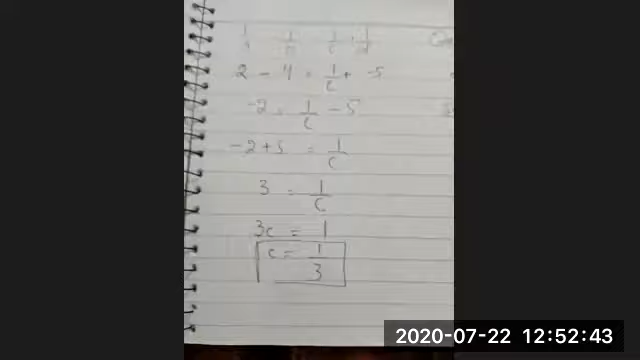 2 - 4 = 1/c + -5
-2 = 1/c - 5
-2+5 = 1/c
3 = 1/c
3c = 1
c = 1/3
2020-07-22 12:52:43